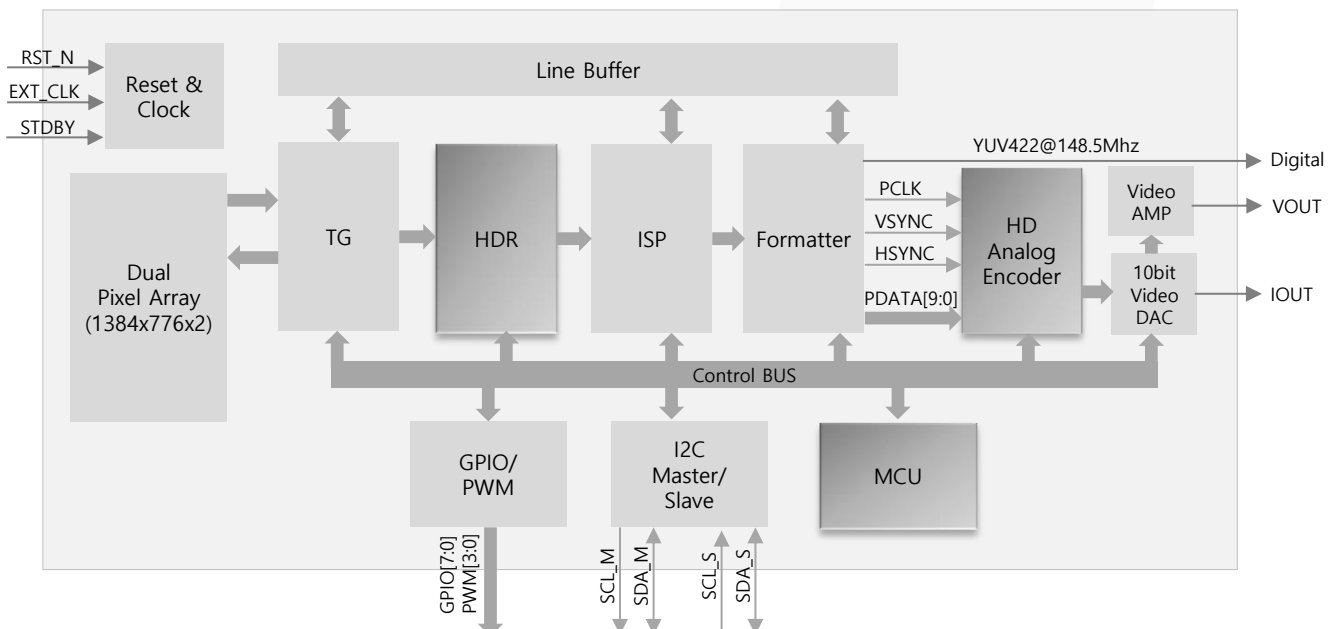 RST_N
EXT_CLK
STDBY
Reset &
Clock
Line Buffer
YUV422@148.5Mhz
Digital
Dual
Pixel Array
(1384x776x2)
TG
HDR
ISP
Formatter
PCLK
VSYNC
HSYNC
PDATA[9:0]
HD
Analog
Encoder
Video
AMP
VOUT
10bit
Video
DAC
IOUT
Control BUS
GPIO/
PWM
I2C
Master/
Slave
MCU
GPIO[7:0]
PWM[3:0]
SCL_M
SDA_M
SCL_S
SDA_S